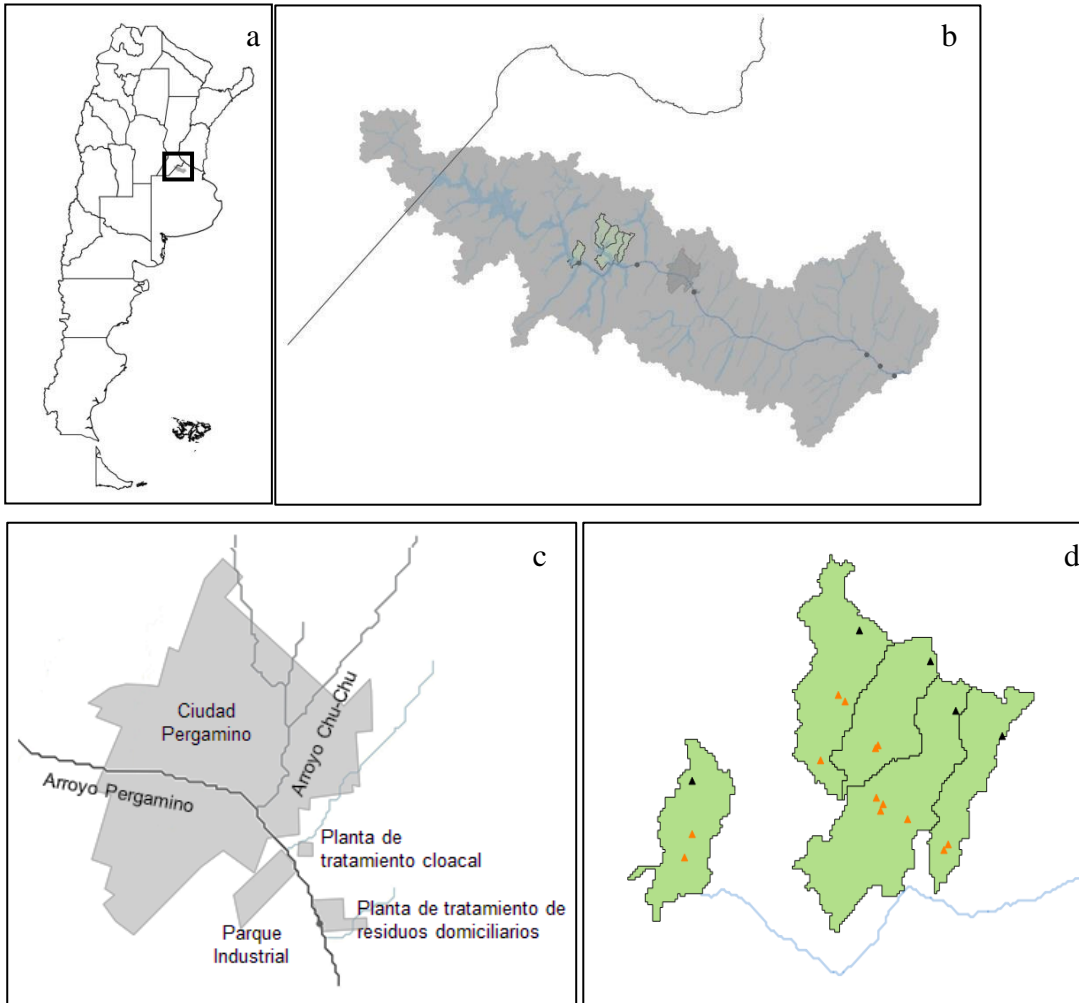 a
b
c
Ciudad
Pergamino
Arroyo Chu-Chu
Arroyo Pergamino
Planta de
tratamiento cloacal
Planta de tratamiento de
residuos domiciliarios
Parque
Industrial
d